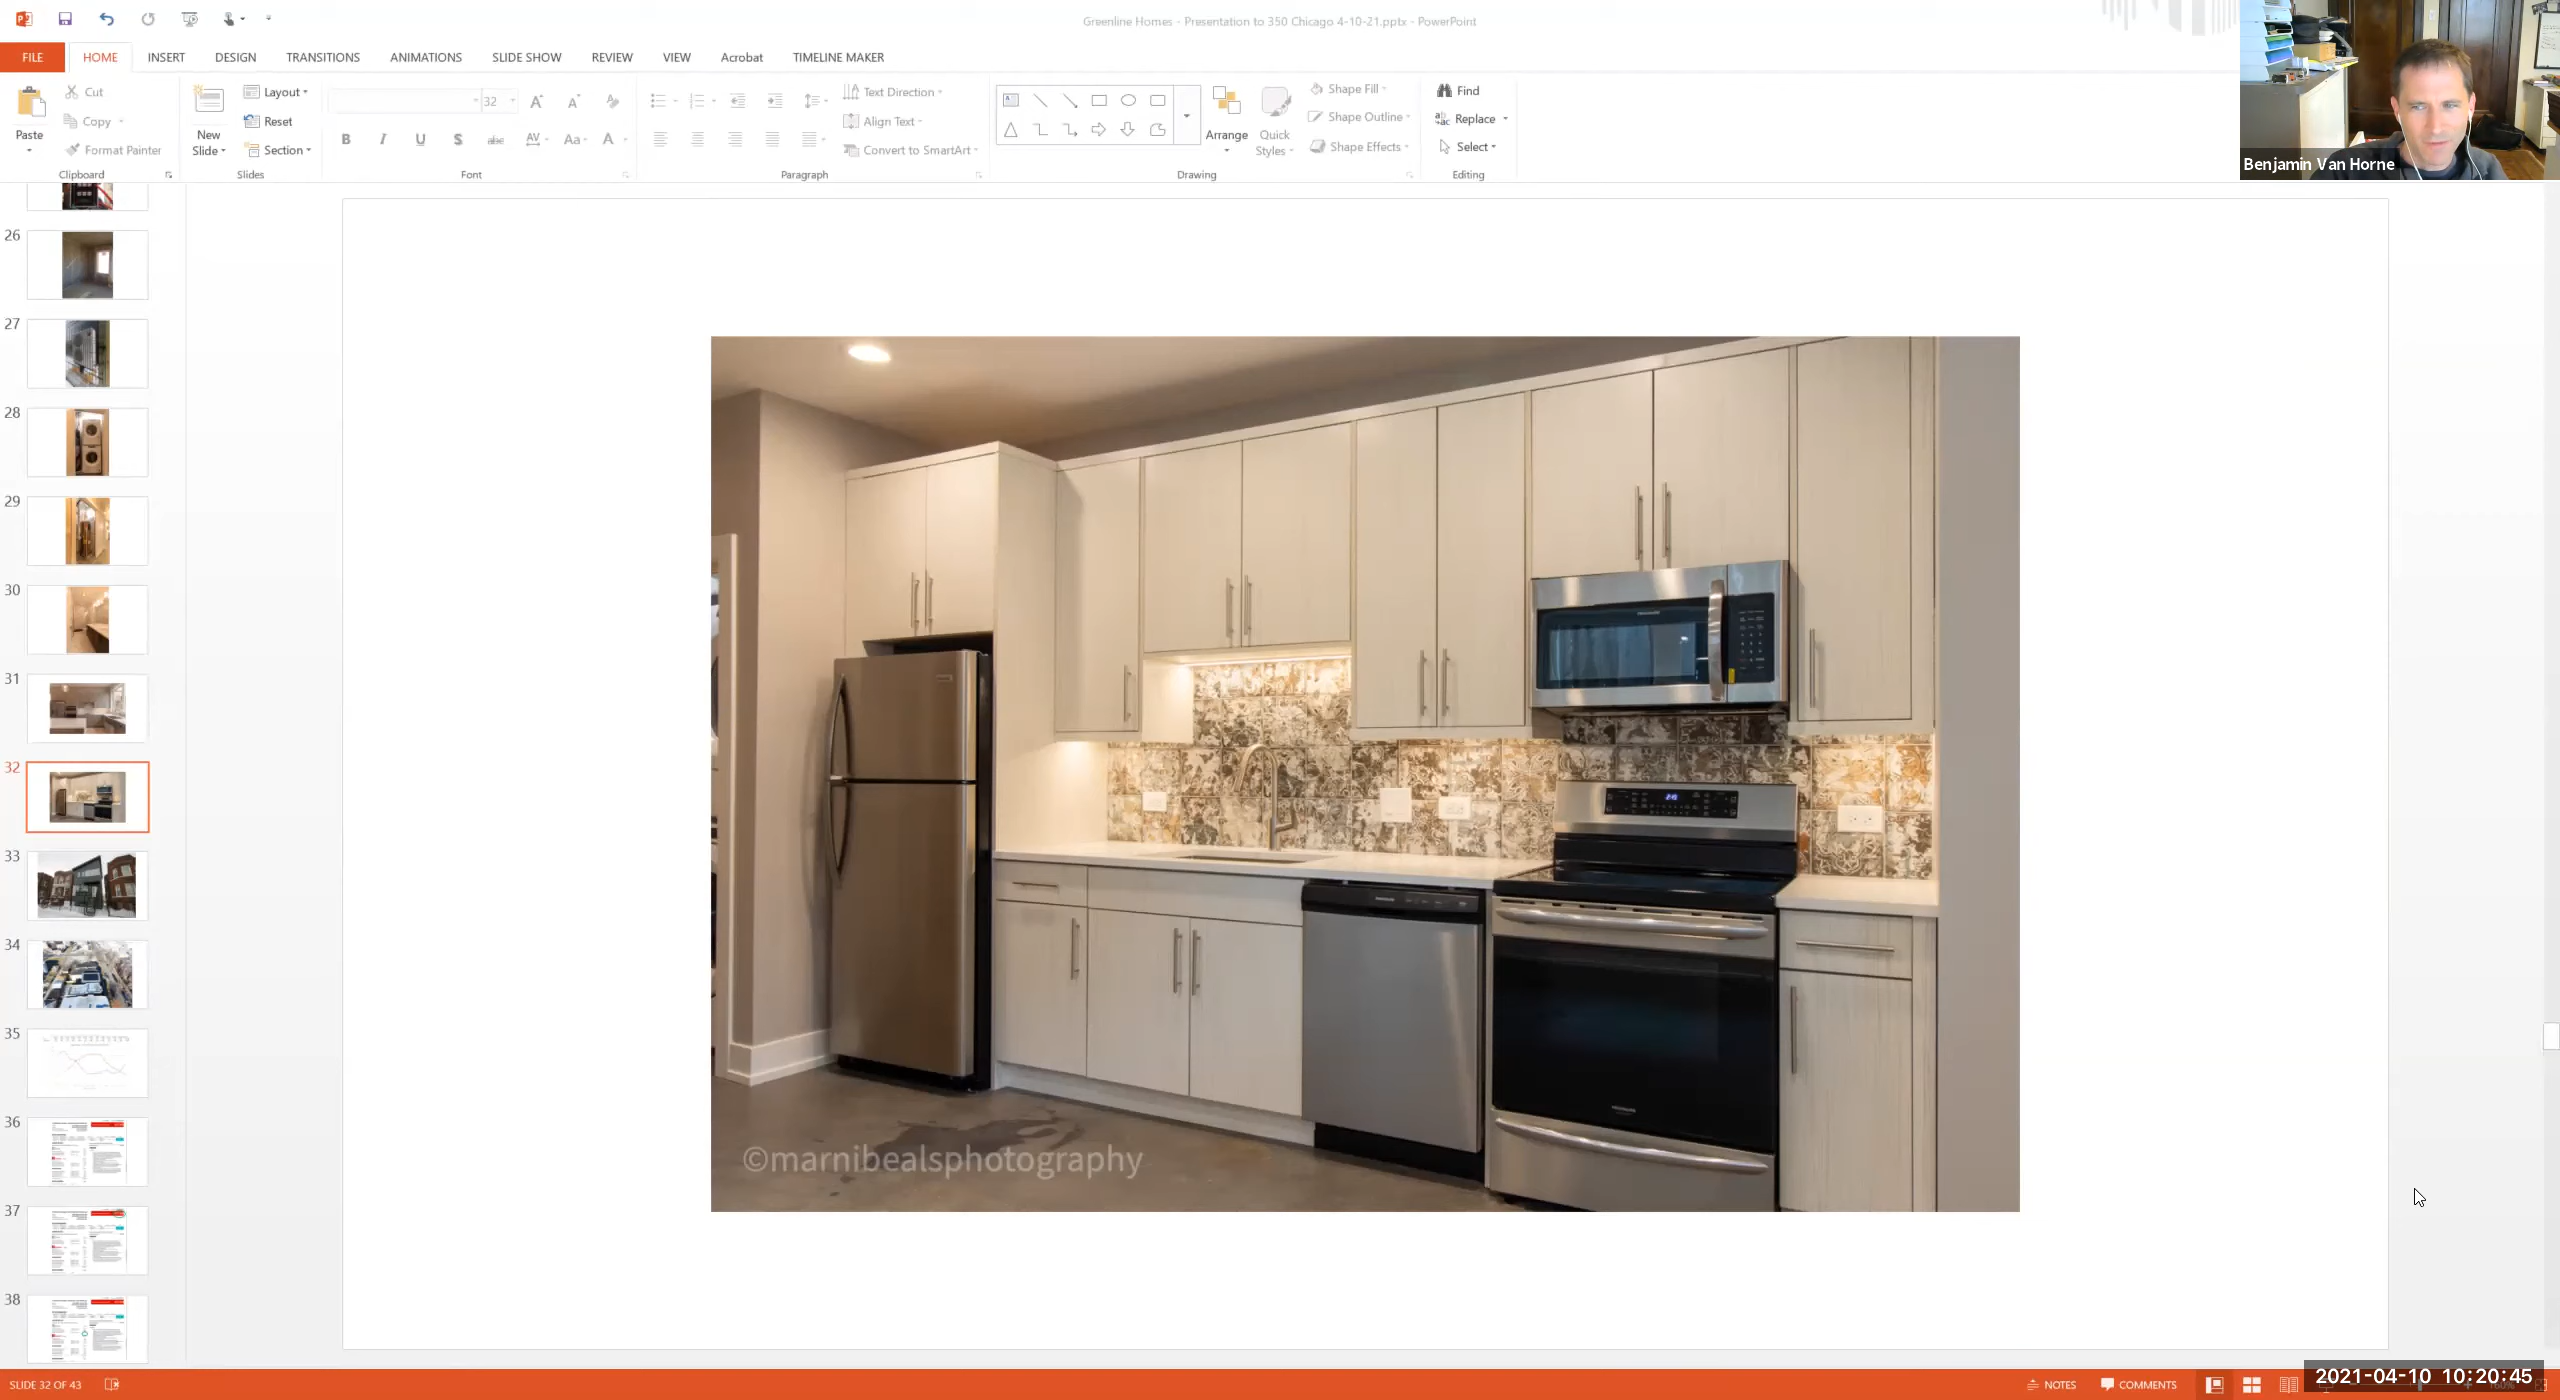 Greenline Homes - Presentation to 350 Chicago 4-10-21.pptx - PowerPoint
FILE HOME INSERT DESIGN TRANSITIONS ANIMATIONS SLIDE SHOW REVIEW VIEW Acrobat TIMELINE MAKER
Paste
Cut
Copy
Format Painter
Clipboard
New
Slide
Layout
Reset
Section
Slides
32
Font
Text Direction
Align Text
Convert to SmartArt
Paragraph
Arrange
Quick
Styles
Shape Fill
Shape Outline
Shape Effects
Drawing
Find
Replace
Select
Editing
Benjamin Van Horne
26
27
28
29
30
31
32
33
34
35
36
37
38
©marnibealsphotography
SLIDE 32 OF 43
NOTES
COMMENTS
2021-04-10 10:20:45